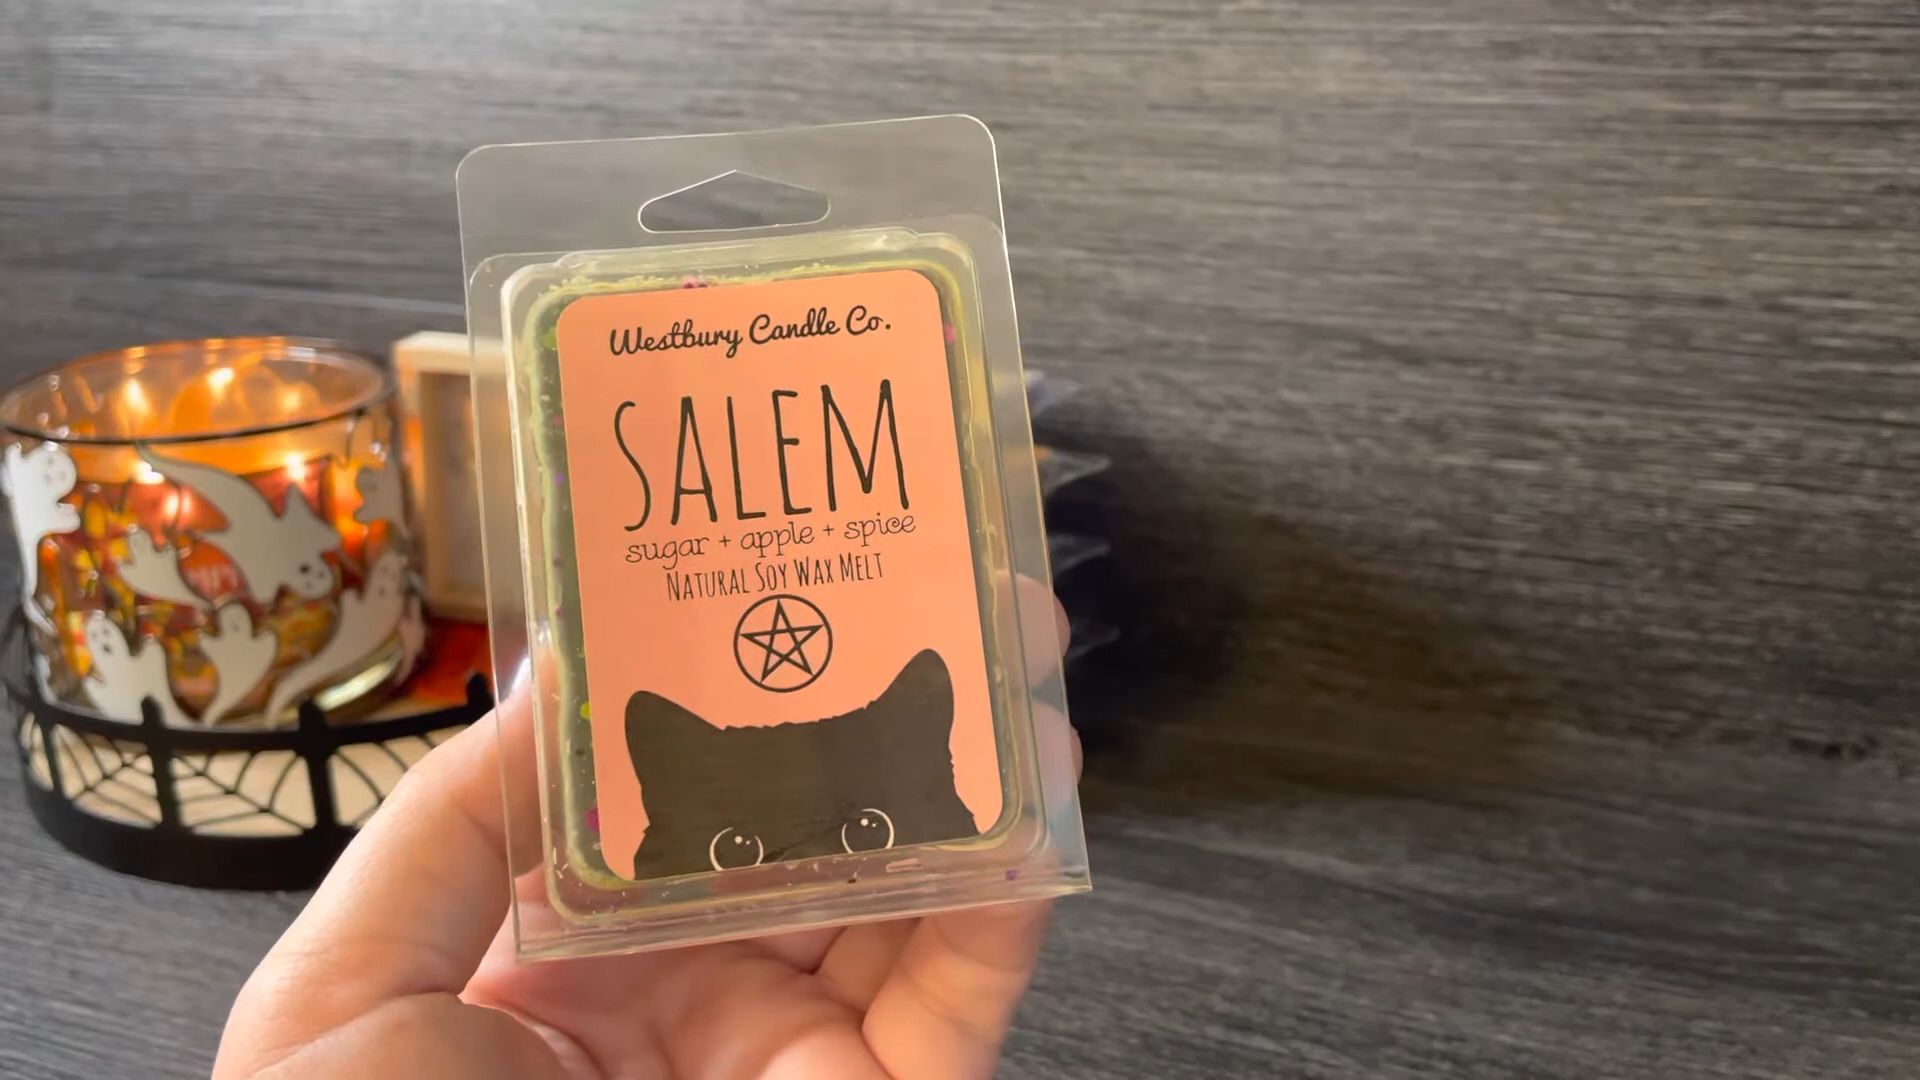 Westbury Candle Co.
SALEM
sugar + apple + spice
NATURAL SOY WAX MELT